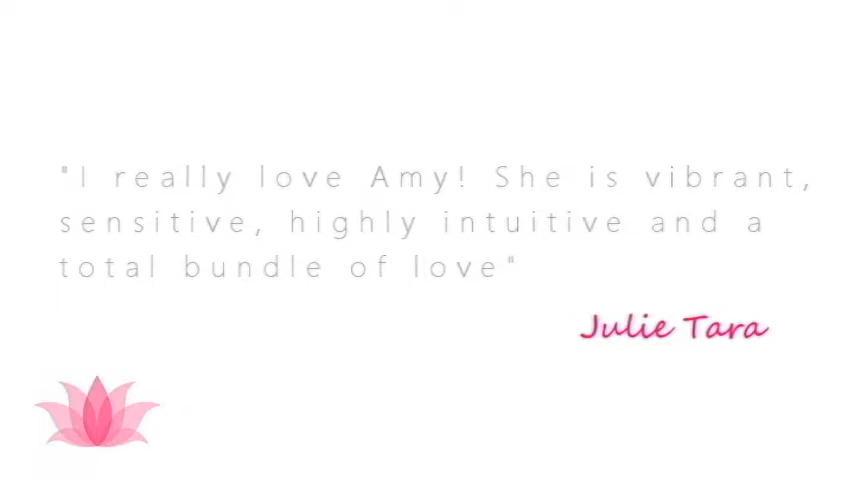 "I really love Amy! She is vibrant,
sensitive, highly intuitive and a
total bundle of love"
Julie Tara